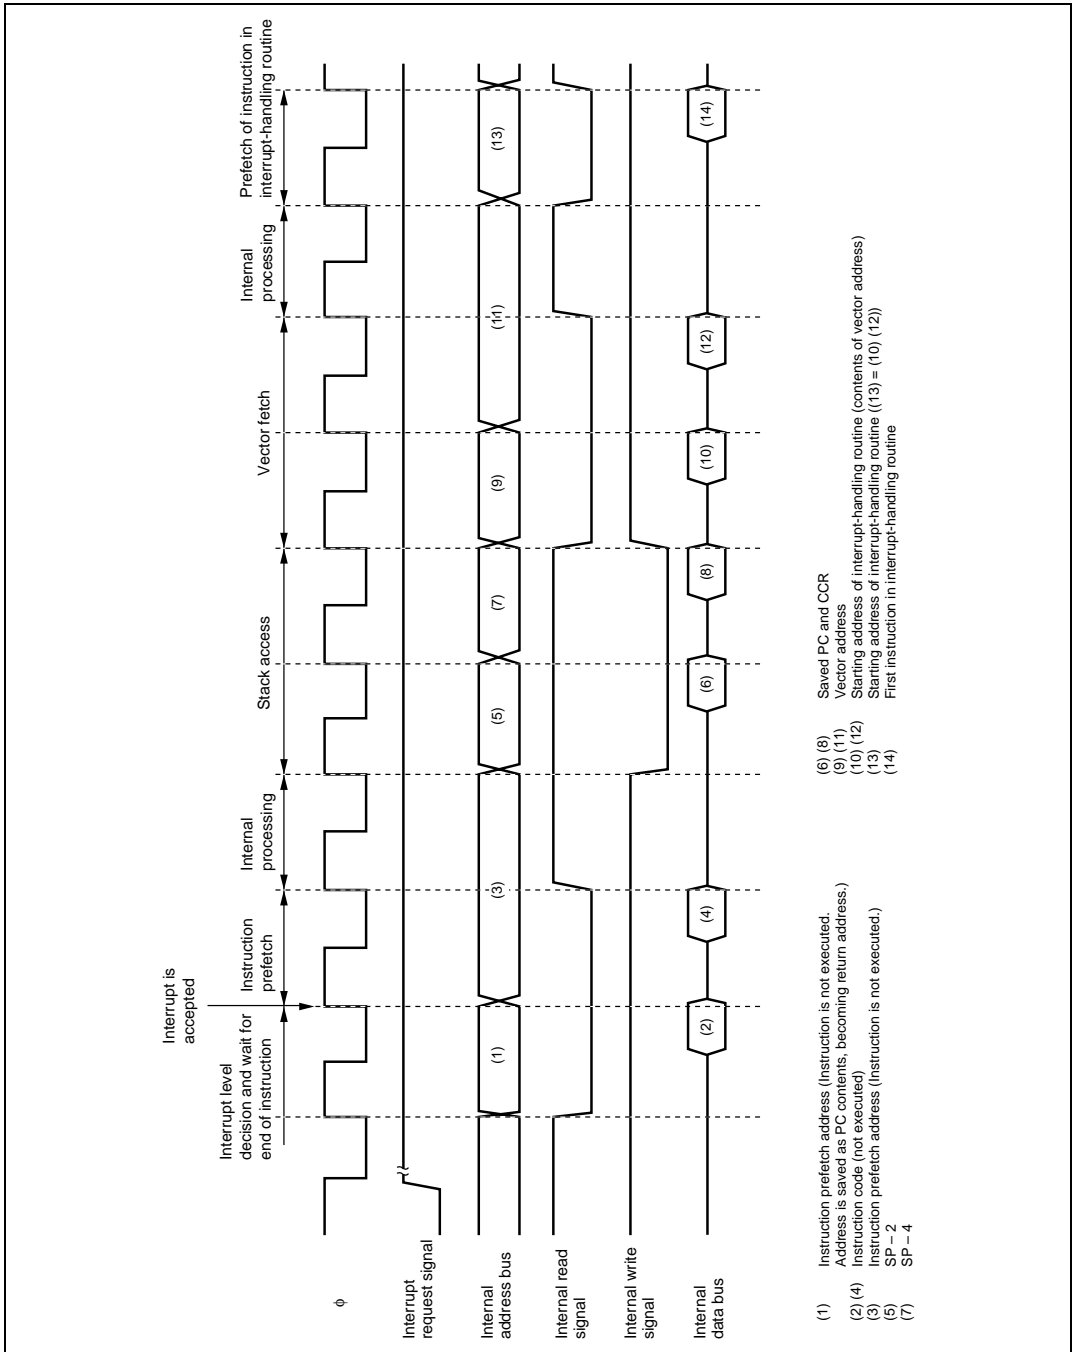 Interrupt is
accepted
Interrupt level
decision and wait for
end of instruction
Instruction
prefetch
Internal
processing
Stack access
Vector fetch
Internal
processing
Prefetch of instruction in
interrupt-handling routine
φ
Interrupt
request signal
Internal
address bus
(1)
(3)
(5)
(7)
(9)
(11)
(13)
Internal read
signal
Internal write
signal
Internal
data bus
(2)
(4)
(6)
(8)
(10)
(12)
(14)
(1) Instruction prefetch address (Instruction is not executed.
Address is saved as PC contents, becoming return address.)
(2) (4) Instruction code (not executed)
(3) Instruction prefetch address (Instruction is not executed.)
(5) SP – 2
(7) SP – 4
(6) (8) Saved PC and CCR
(9) (11) Vector address
(10) (12) Starting address of interrupt-handling routine (contents of vector address)
(13) Starting address of interrupt-handling routine ((13) = (10) (12))
(14) First instruction in interrupt-handling routine